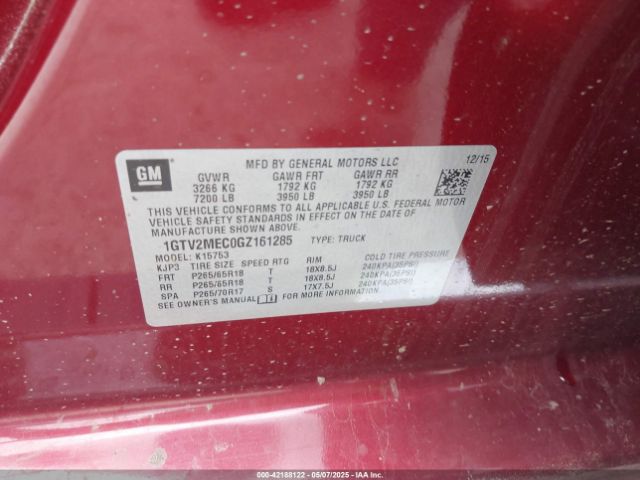 GM
MFD BY GENERAL MOTORS LLC 12/15
GVWR GAWR FRT GAWR RR
3266 KG 1792 KG 1792 KG
7200 LB 3950 LB 3950 LB
THIS VEHICLE CONFORMS TO ALL APPLICABLE U.S. FEDERAL MOTOR
VEHICLE SAFETY STANDARDS IN EFFECT ON THE DATE OF
MANUFACTURE SHOWN ABOVE.
1GTV2MEC0GZ161285 TYPE: TRUCK
MODEL: K15753
KJP3 TIRE SIZE SPEED RTG RIM COLD TIRE PRESSURE
FRT P265/65R18 T 18X8.5J 240KPA(35PSI)
RR P265/65R18 T 18X8.5J 240KPA(35PSI)
SPA P265/70R17 S 17X7.5J 240KPA(35PSI)
SEE OWNER'S MANUAL FOR MORE INFORMATION.
000-42188122 - 05/07/2025 - IAA Inc. (Owner)